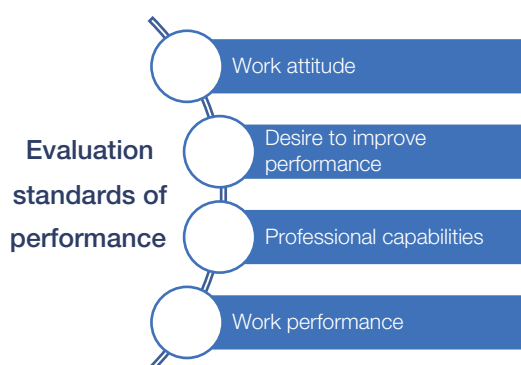 Evaluation
standards of
performance
Work attitude
Desire to improve
performance
Professional capabilities
Work performance